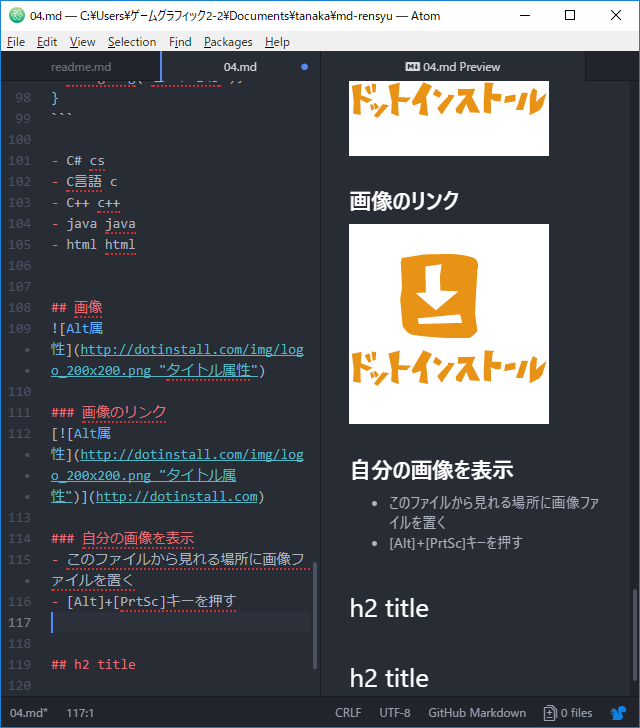 04.md — C:¥Users¥ゲームグラフィック2-2¥Documents¥tanaka¥md-rensyu — Atom
File Edit View Selection Find Packages Help
readme.md
04.md
04.md Preview
98 }
99 ```
100
101 - C# cs
102 - C言語 c
103 - C++ c++
104 - java java
105 - html html
106
107
108 ## 画像
109 ![Alt属
性](http://dotinstall.com/img/log
o_200x200.png "タイトル属性")
110
111 ### 画像のリンク
112 [![Alt属
性](http://dotinstall.com/img/log
o_200x200.png "タイトル属
性")](http://dotinstall.com)
113
114 ### 自分の画像を表示
115 - このファイルから見れる場所に画像フ
ァイルを置く
116 - [Alt]+[PrtSc]キーを押す
117
118
119 ## h2 title
120
ドットインストール
画像のリンク
ドットインストール
自分の画像を表示
• このファイルから見れる場所に画像ファ
イルを置く
• [Alt]+[PrtSc]キーを押す
h2 title
h2 title
04.md* 117:1 CRLF UTF-8 GitHub Markdown 0 files